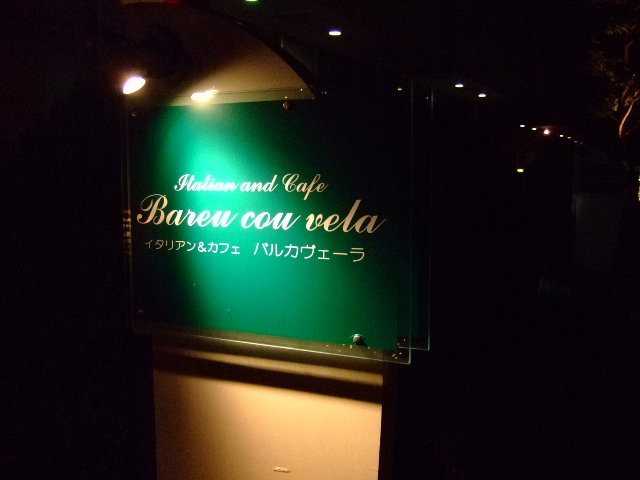 Italian and Cafe
Bareu cou vela
イタリアン&カフェ バルカヴェーラ